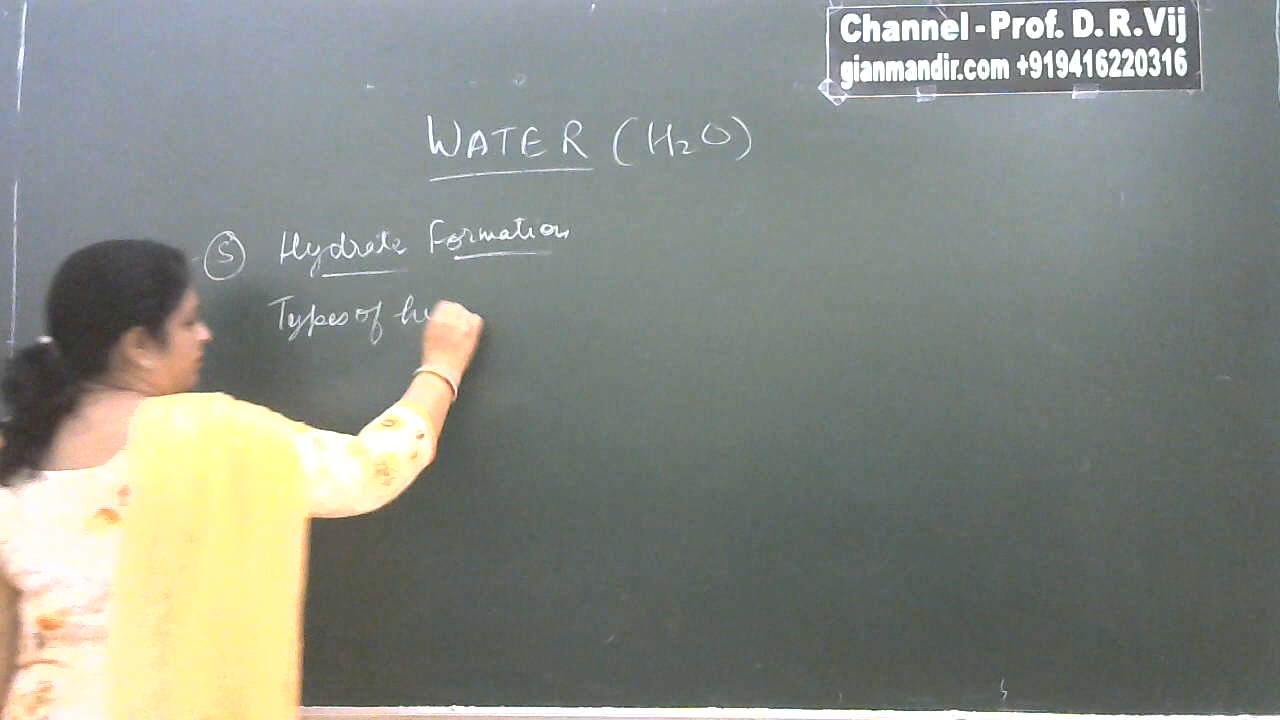 Channel - Prof. D. R. Vij
gianmandir.com +919416220316
WATER (H₂O)
5 Hydrate Formation
Types of hy